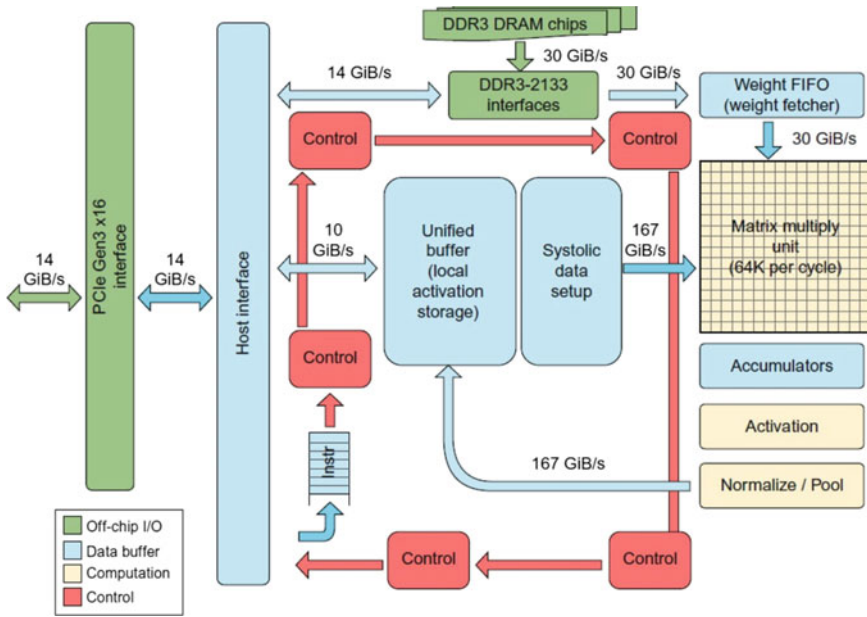 DDR3 DRAM chips
30 GiB/s
14 GiB/s
DDR3-2133
interfaces
30 GiB/s
Weight FIFO
(weight fetcher)
30 GiB/s
Control
Control
PCIe Gen3 x16
interface
Host interface
14
GiB/s
14
GiB/s
10
GiB/s
Unified
buffer
(local
activation
storage)
Systolic
data
setup
167
GiB/s
Matrix multiply
unit
(64K per cycle)
Control
Accumulators
Activation
Instr
167 GiB/s
Normalize / Pool
Off-chip I/O
Data buffer
Computation
Control
Control
Control